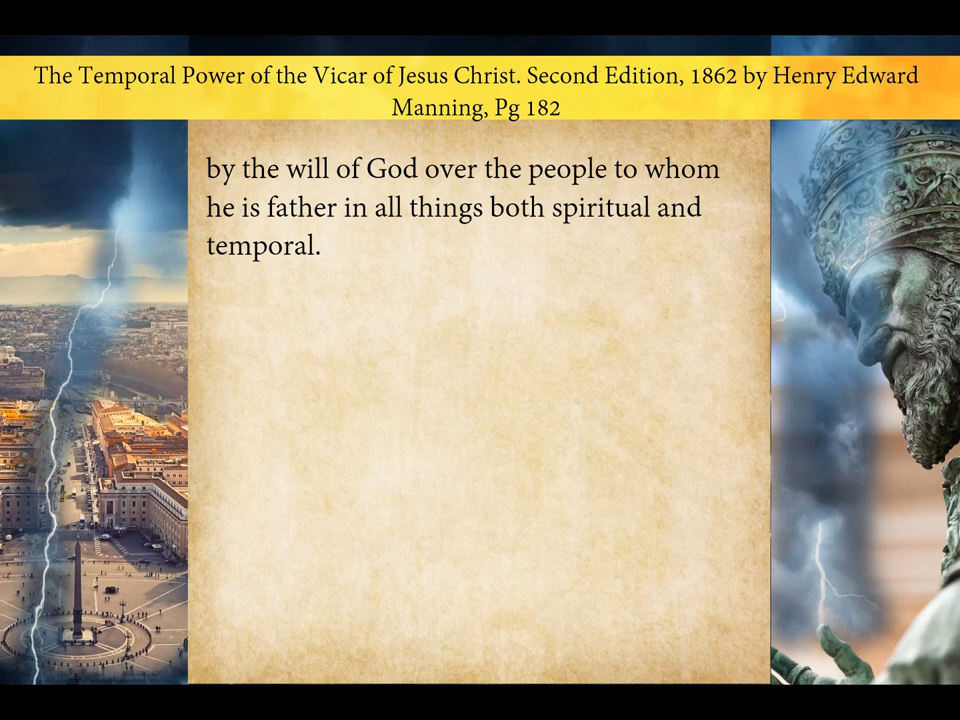 The Temporal Power of the Vicar of Jesus Christ. Second Edition, 1862 by Henry Edward
Manning, Pg 182
by the will of God over the people to whom
he is father in all things both spiritual and
temporal.